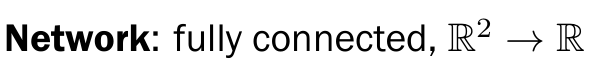 Network: fully connected, ℝ² → ℝ